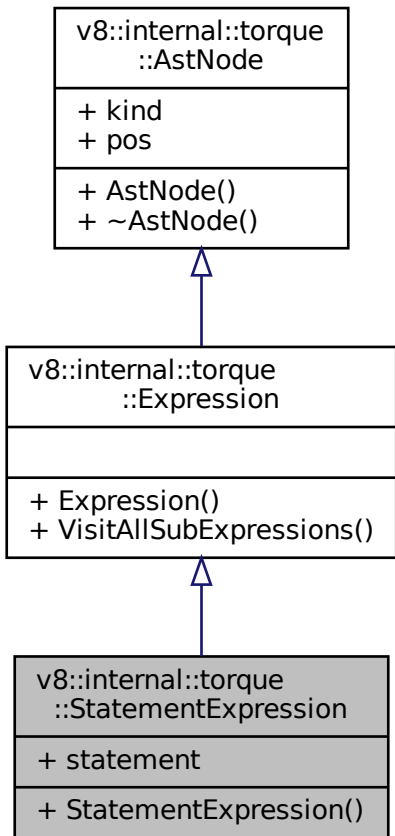 v8::internal::torque
::AstNode
+ kind
+ pos
+ AstNode()
+ ~AstNode()
v8::internal::torque
::Expression
+ Expression()
+ VisitAllSubExpressions()
v8::internal::torque
::StatementExpression
+ statement
+ StatementExpression()